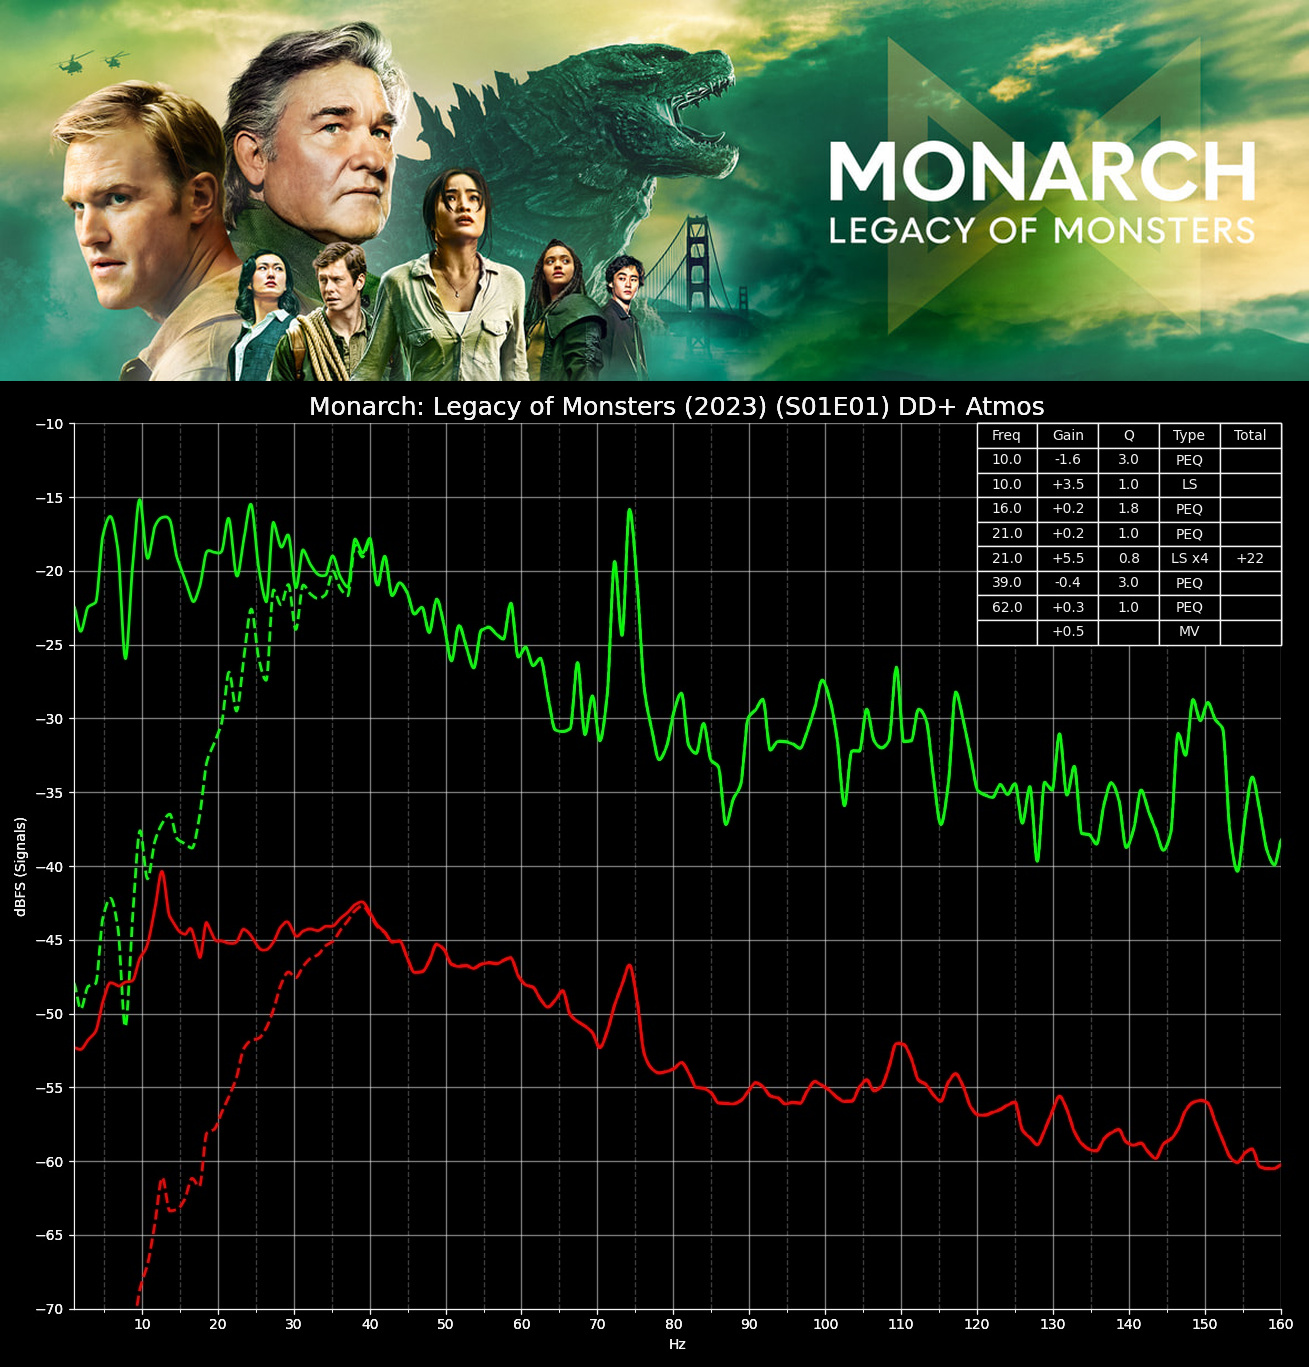 MONARCH
LEGACY OF MONSTERS
Monarch: Legacy of Monsters (2023) (S01E01) DD+ Atmos
Freq Gain Q Type Total
10.0 -1.6 3.0 PEQ
10.0 +3.5 1.0 LS
16.0 +0.2 1.8 PEQ
21.0 +0.2 1.0 PEQ
21.0 +5.5 0.8 LS x4 +22
39.0 -0.4 3.0 PEQ
62.0 +0.3 1.0 PEQ
+0.5 MV
−10
−15
−20
−25
−30
−35
−40
−45
−50
−55
−60
−65
−70
dBFS (Signals)
10 20 30 40 50 60 70 80 90 100 110 120 130 140 150 160
Hz